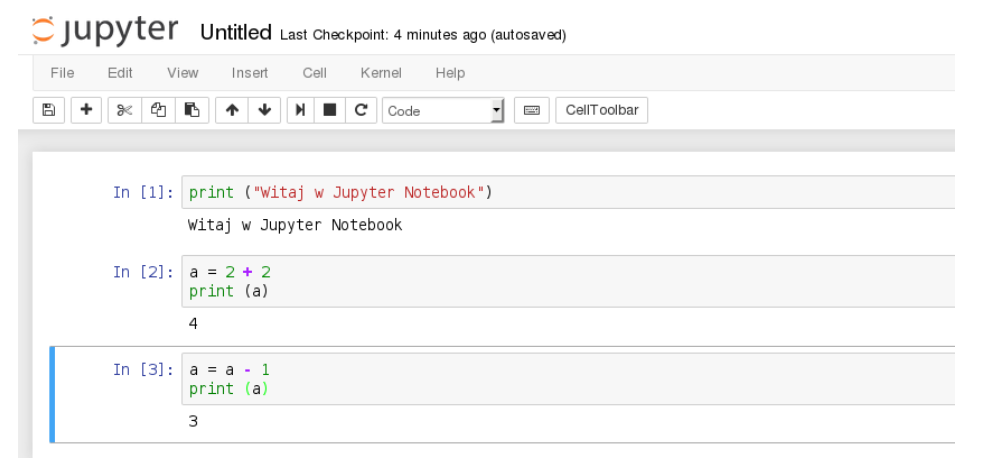 jupyter Untitled Last Checkpoint: 4 minutes ago (autosaved)
File Edit View Insert Cell Kernel Help
Code CellToolbar
In [1]: print ("Witaj w Jupyter Notebook")
Witaj w Jupyter Notebook
In [2]: a = 2 + 2
print (a)
4
In [3]: a = a - 1
print (a)
3